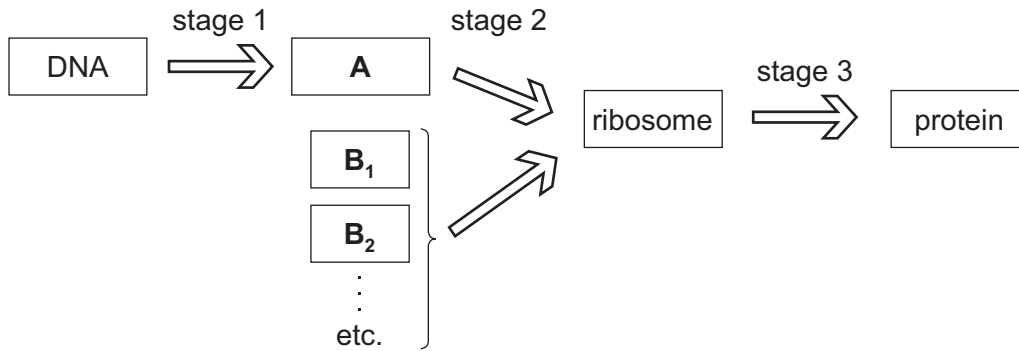 stage 1
stage 2
DNA
A
stage 3
ribosome
protein
B₁
B₂
etc.